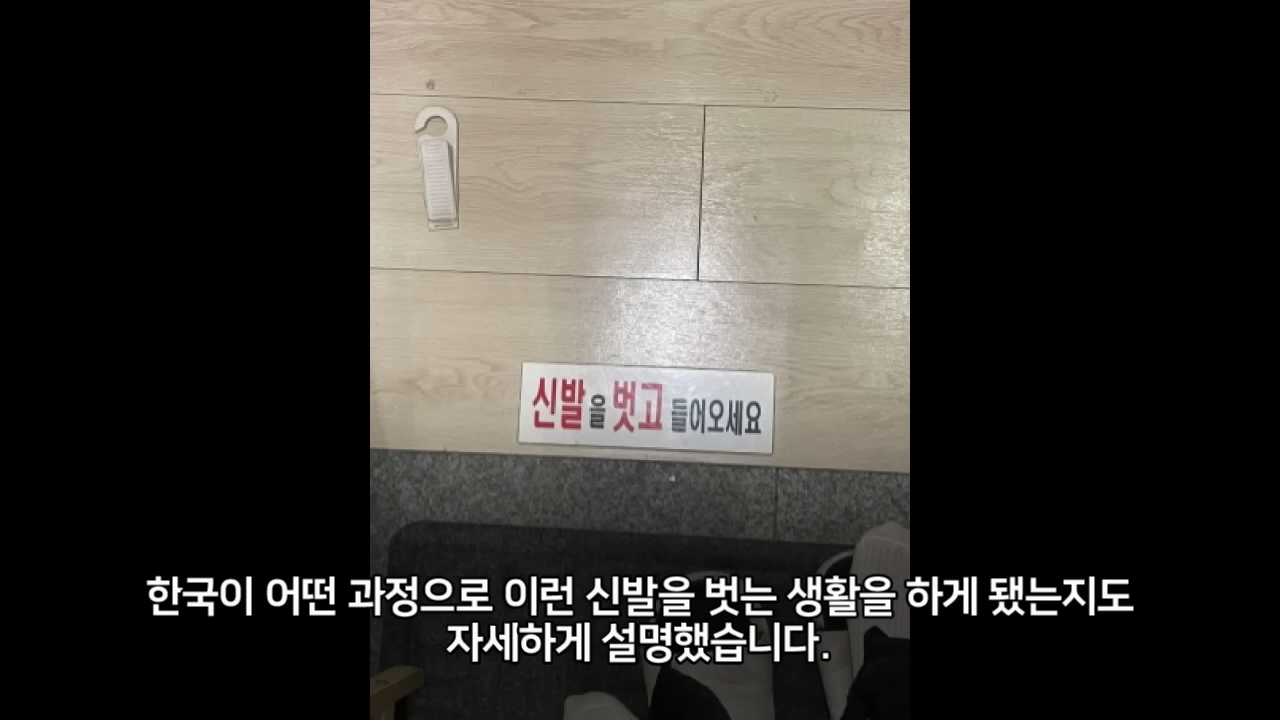 신발을 벗고 들어오세요
한국이 어떤 과정으로 이런 신발을 벗는 생활을 하게 됐는지도
자세하게 설명했습니다.